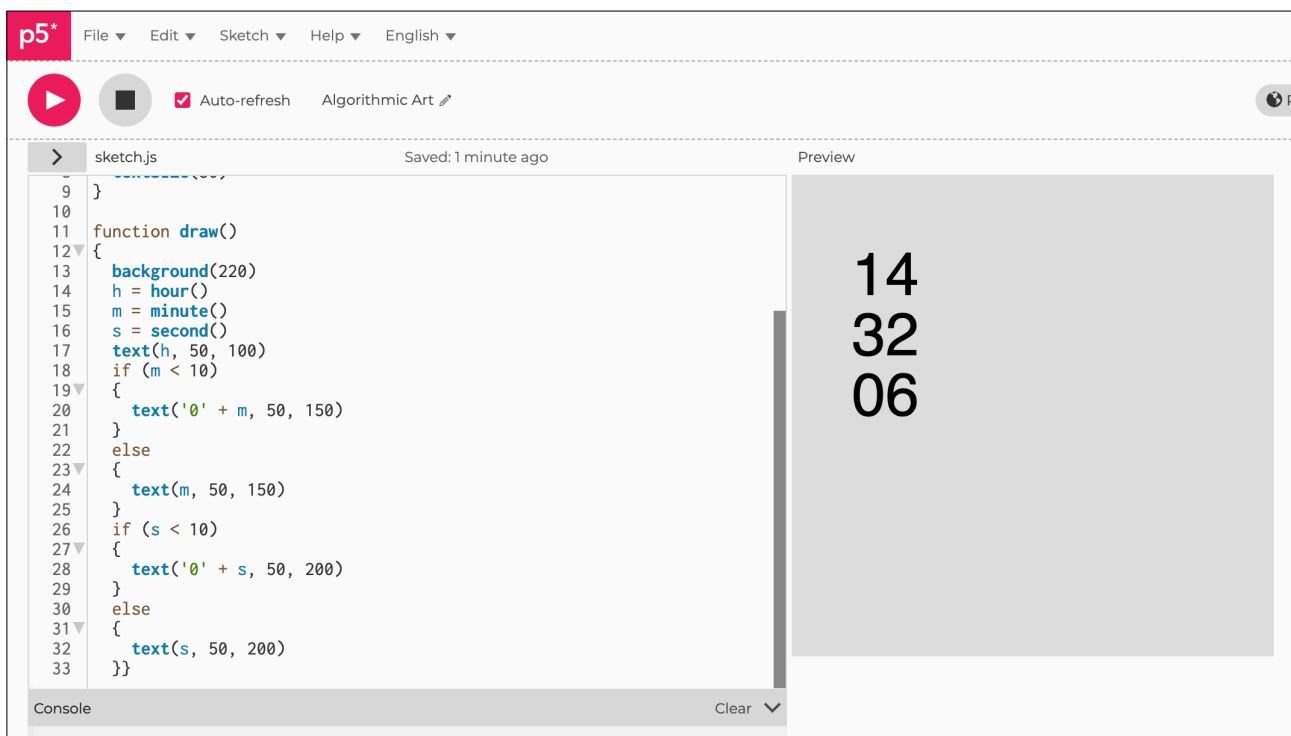 p5* File Edit Sketch Help English
Auto-refresh Algorithmic Art
sketch.js Saved: 1 minute ago Preview
9 }
10
11 function draw()
12 {
13 background(220)
14 h = hour()
15 m = minute()
16 s = second()
17 text(h, 50, 100)
18 if (m < 10)
19 {
20 text('0' + m, 50, 150)
21 }
22 else
23 {
24 text(m, 50, 150)
25 }
26 if (s < 10)
27 {
28 text('0' + s, 50, 200)
29 }
30 else
31 {
32 text(s, 50, 200)
33 }}
14
32
06
Console Clear